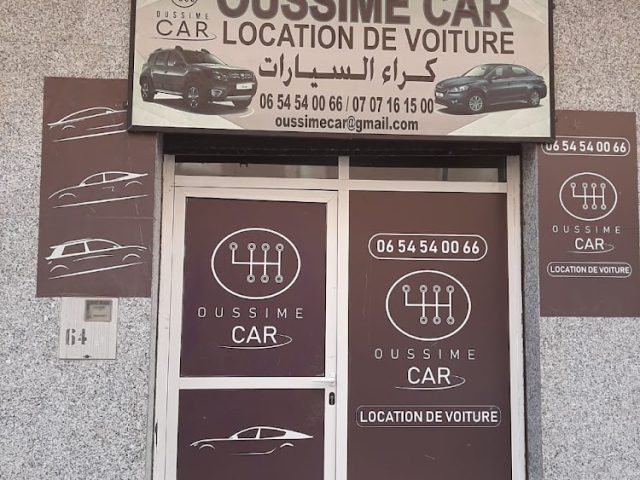 OUSSIME
CAR
OUSSIME CAR
LOCATION DE VOITURE
كراء السيارات
06 54 54 00 66 / 07 07 16 15 00
oussimecar@gmail.com
06 54 54 00 66
OUSSIME
CAR
LOCATION DE VOITURE
64
OUSSIME
CAR
06 54 54 00 66
OUSSIME
CAR
LOCATION DE VOITURE